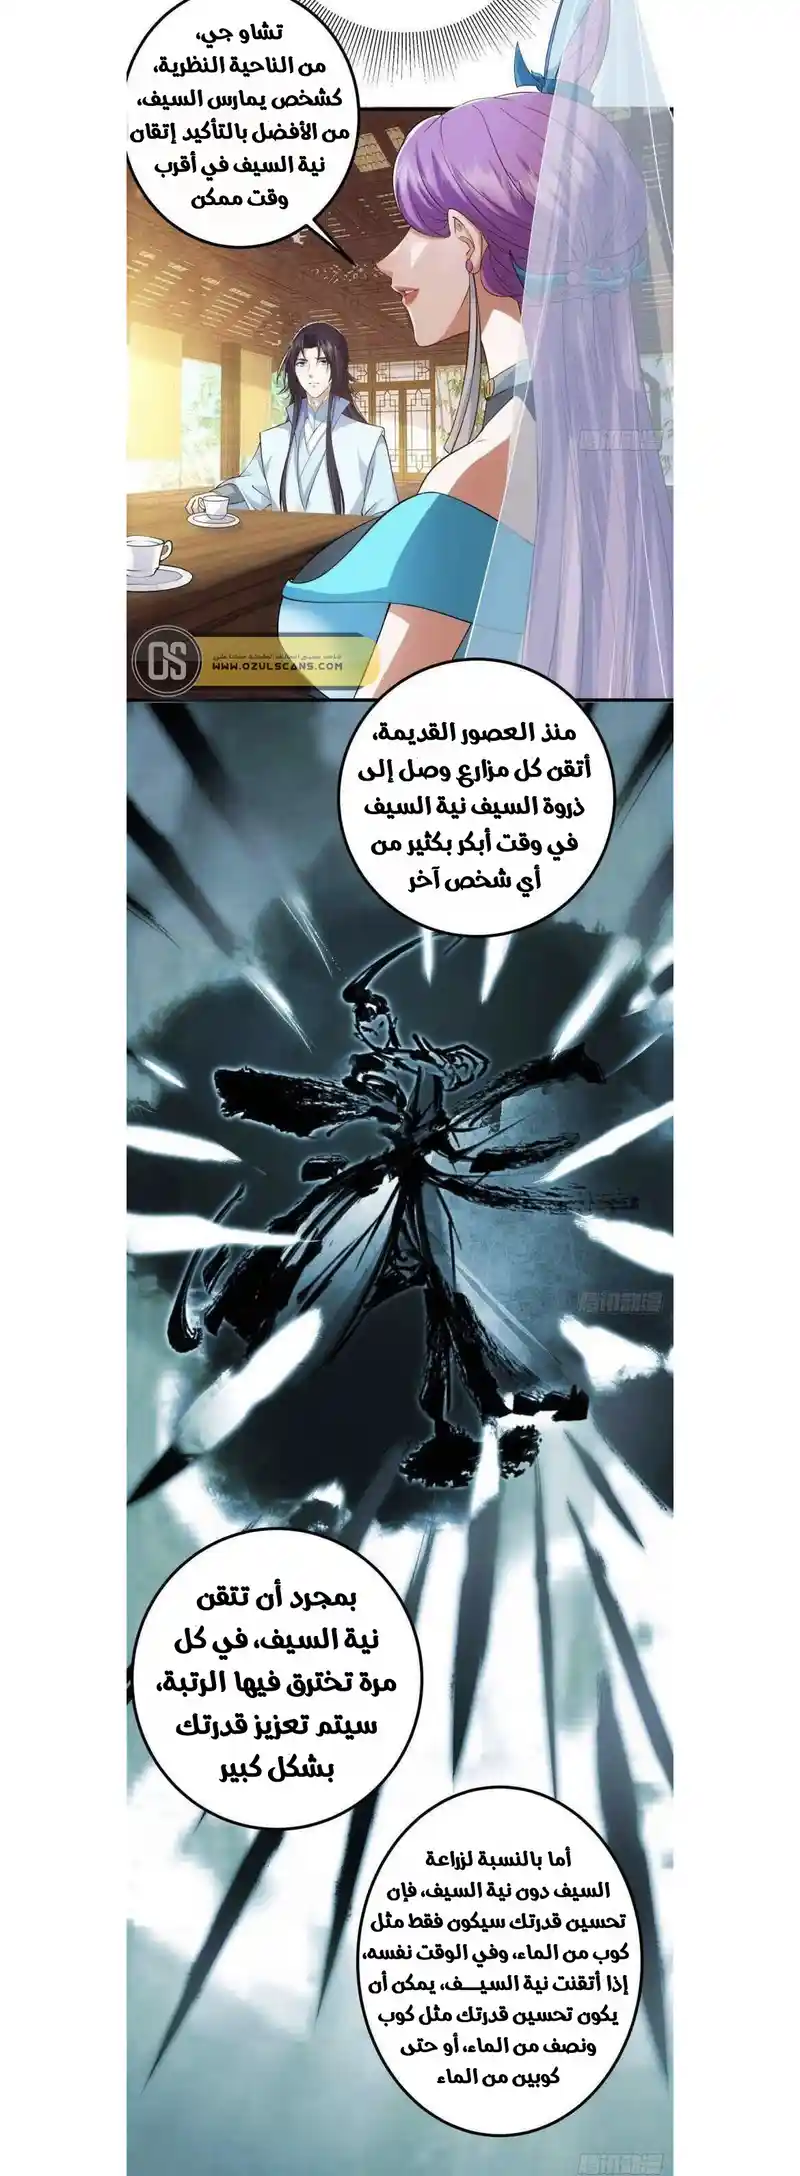 تشاو جي،
من الناحية النظرية،
كشخص يمارس السيف،
من الأفضل بالتأكيد إتقان
نية السيف في أقرب
وقت ممكن
OS
WWW.OZULSCANS.COM
منذ العصور القديمة،
أتقن كل مزارع وصل إلى
ذروة السيف نية السيف
في وقت أبكر بكثير من
أي شخص آخر
بمجرد أن تتقن
نية السيف، في كل
مرة تخترق فيها الرتبة،
سيتم تعزيز قدرتك
بشكل كبير
أما بالنسبة لزراعة
السيف دون نية السيف، فإن
تحسين قدرتك سيكون فقط مثل
كوب من الماء، وفي الوقت نفسه،
إذا أتقنت نية السيــف، يمكن أن
يكون تحسين قدرتك مثل كوب
ونصف من الماء، أو حتى
كوبين من الماء